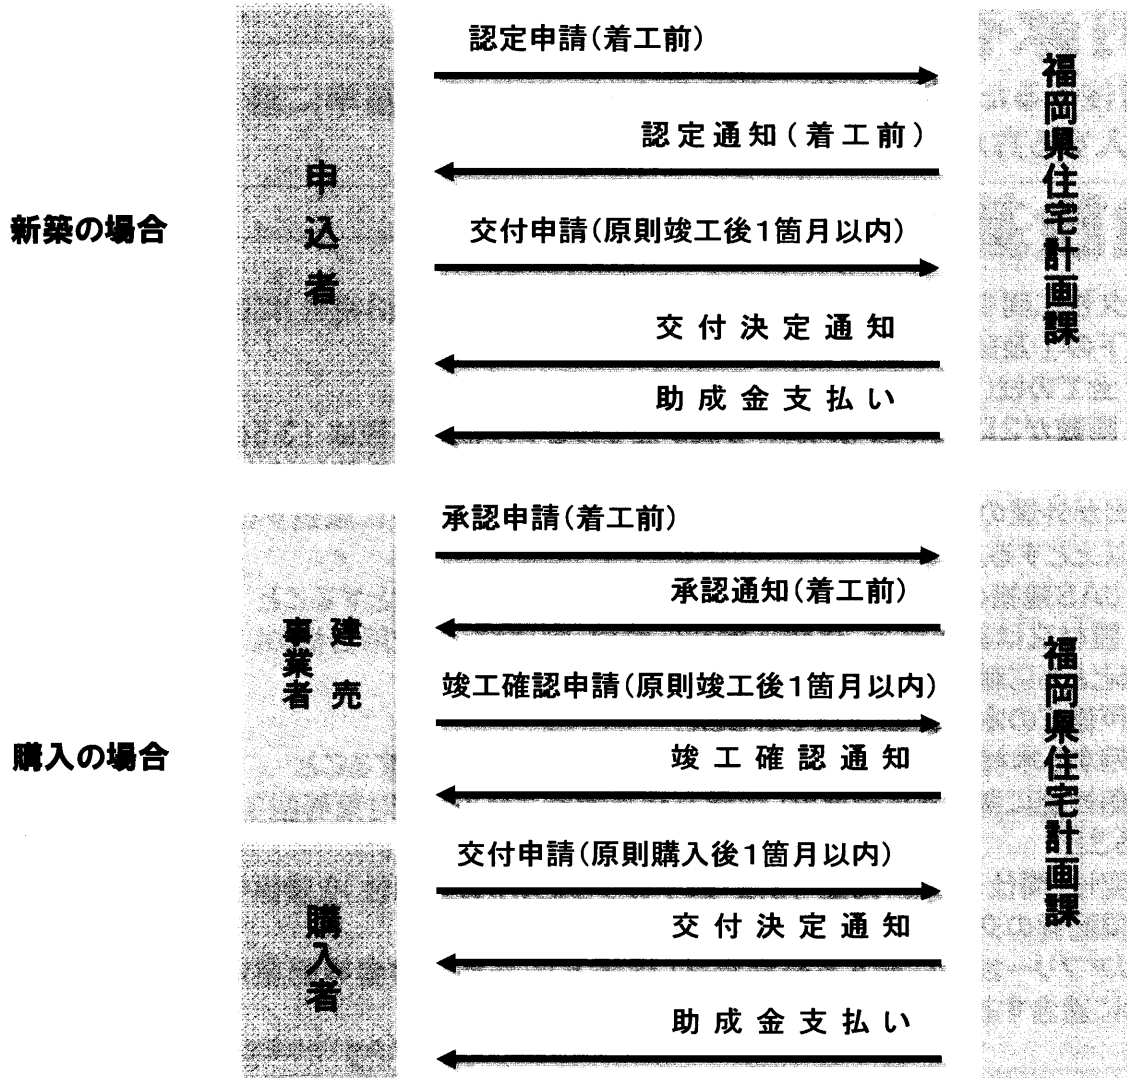 新築の場合
申込者
認定申請(着工前)
認定通知(着工前)
交付申請(原則竣工後1箇月以内)
交付決定通知
助成金支払い
福岡県住宅計画課
購入の場合
建売
事業者
承認申請(着工前)
承認通知(着工前)
竣工確認申請(原則竣工後1箇月以内)
竣工確認通知
購入者
交付申請(原則購入後1箇月以内)
交付決定通知
助成金支払い
福岡県住宅計画課